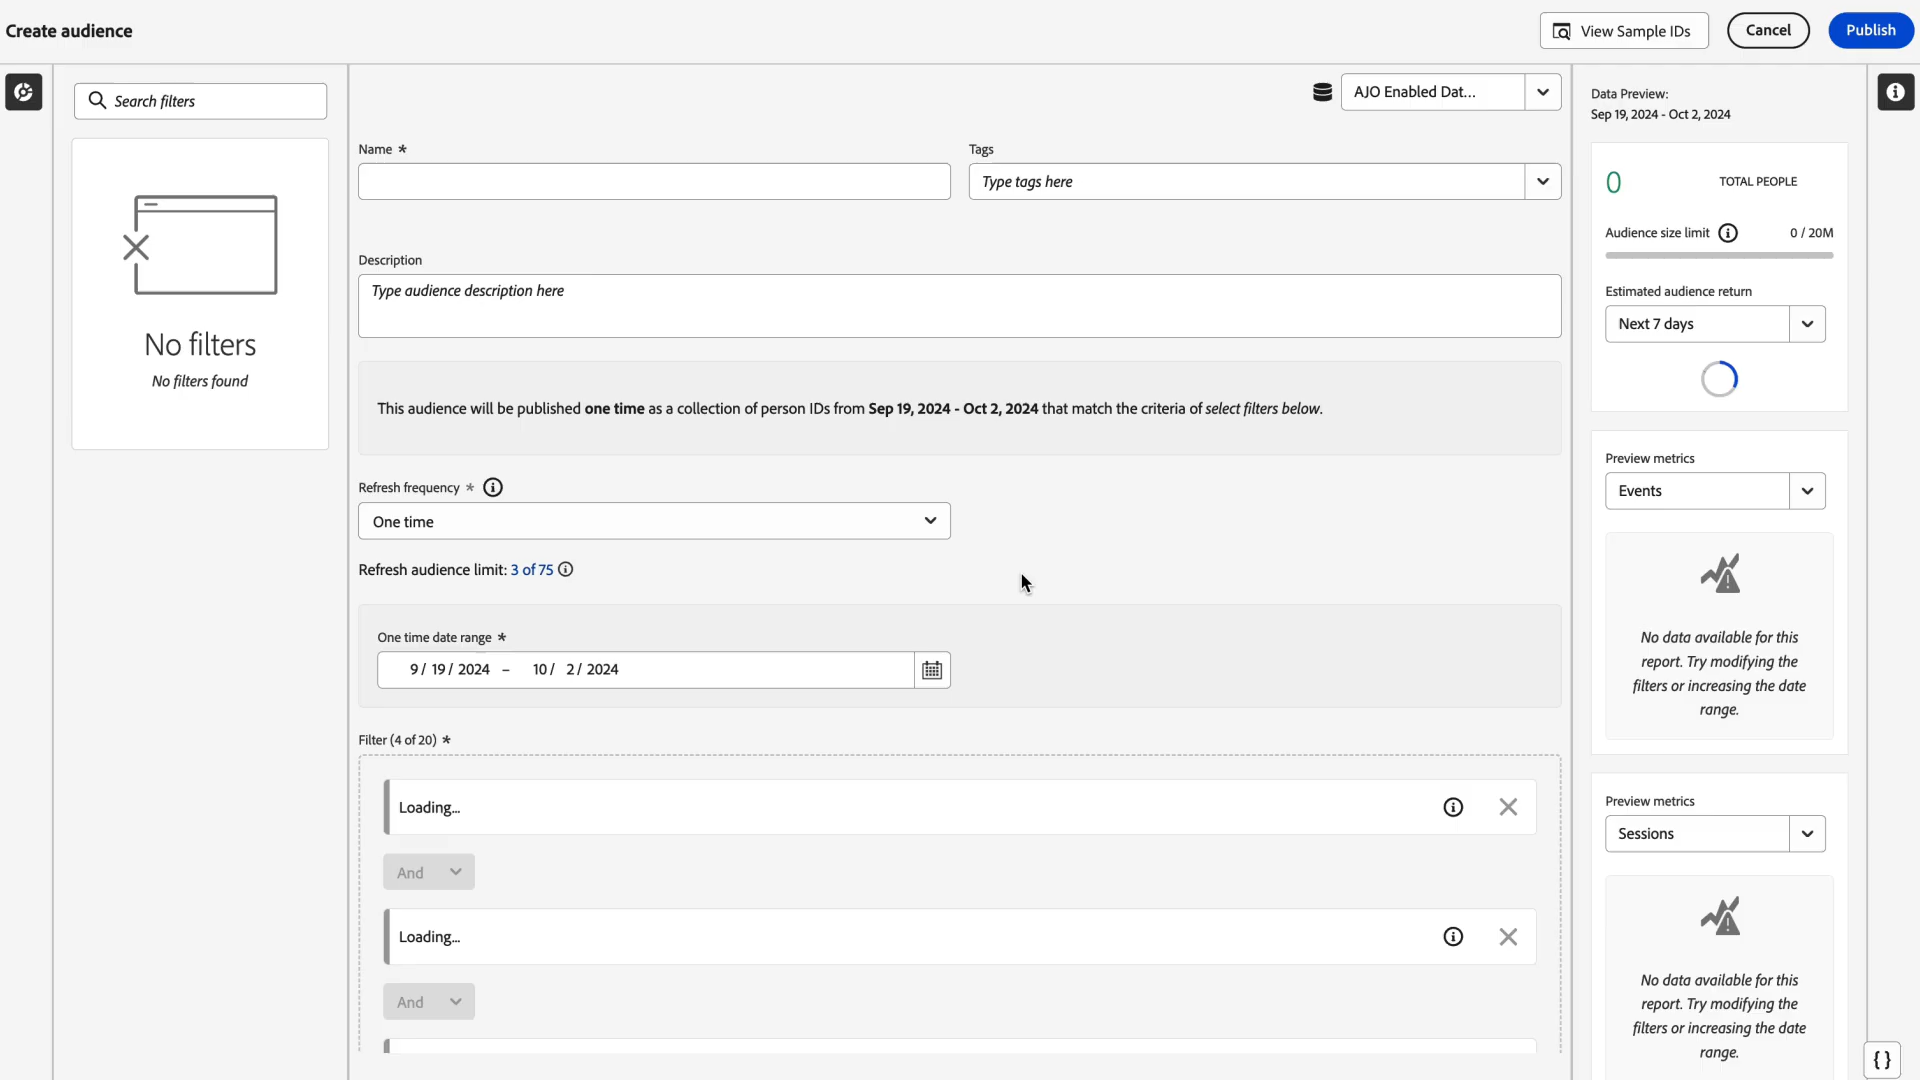 Create audience
View Sample IDs
Cancel
Publish
Search filters
No filters
No filters found
AJO Enabled Dat...
Name *
Tags
Type tags here
Description
Type audience description here
This audience will be published one time as a collection of person IDs from Sep 19, 2024 - Oct 2, 2024 that match the criteria of select filters below.
Refresh frequency *
One time
Refresh audience limit: 3 of 75
One time date range *
9/ 19/ 2024 – 10/ 2/ 2024
Filter (4 of 20) *
Loading...
And
Loading...
And
Data Preview:
Sep 19, 2024 - Oct 2, 2024
0 TOTAL PEOPLE
Audience size limit 0 / 20M
Estimated audience return
Next 7 days
Preview metrics
Events
No data available for this
report. Try modifying the
filters or increasing the date
range.
Preview metrics
Sessions
No data available for this
report. Try modifying the
filters or increasing the date
range.
{}